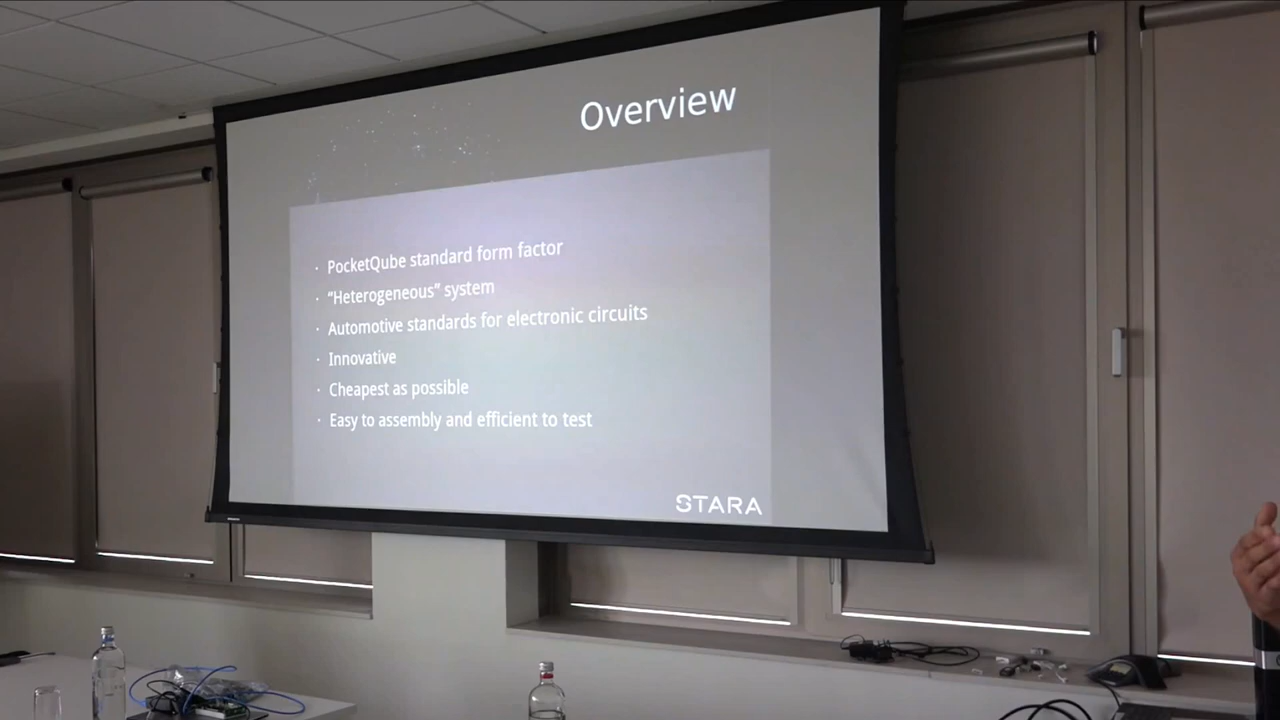 Overview
· PocketQube standard form factor
· “Heterogeneous” system
· Automotive standards for electronic circuits
· Innovative
· Cheapest as possible
· Easy to assembly and efficient to test
STARA